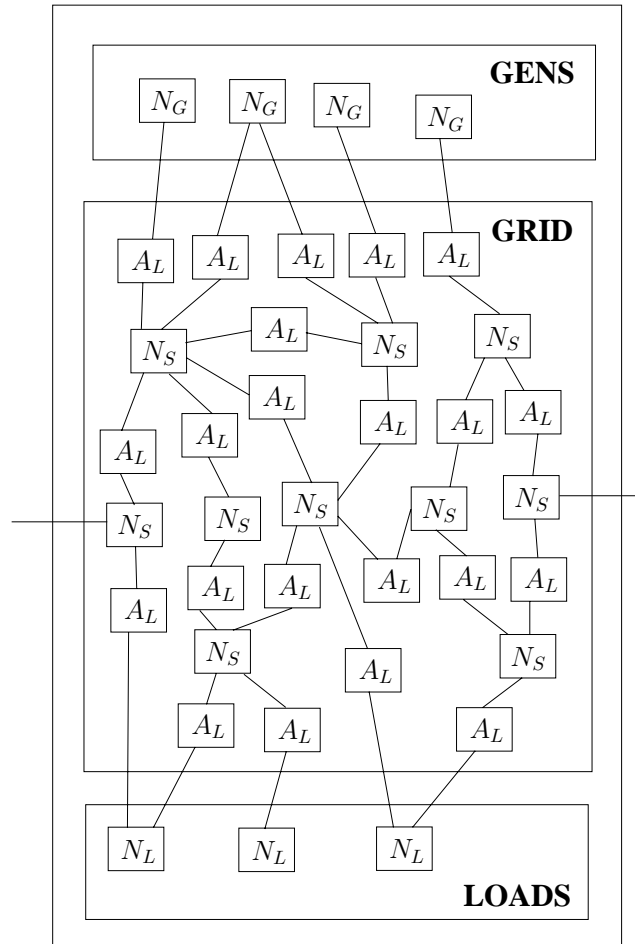 GENS
N_G N_G N_G N_G
GRID
A_L A_L A_L A_L A_L
A_L
N_S N_S N_S
A_L
A_L A_L A_L A_L A_L
N_S N_S N_S N_S N_S
A_L A_L A_L A_L A_L A_L
N_S A_L N_S
A_L A_L A_L
N_L N_L N_L
LOADS